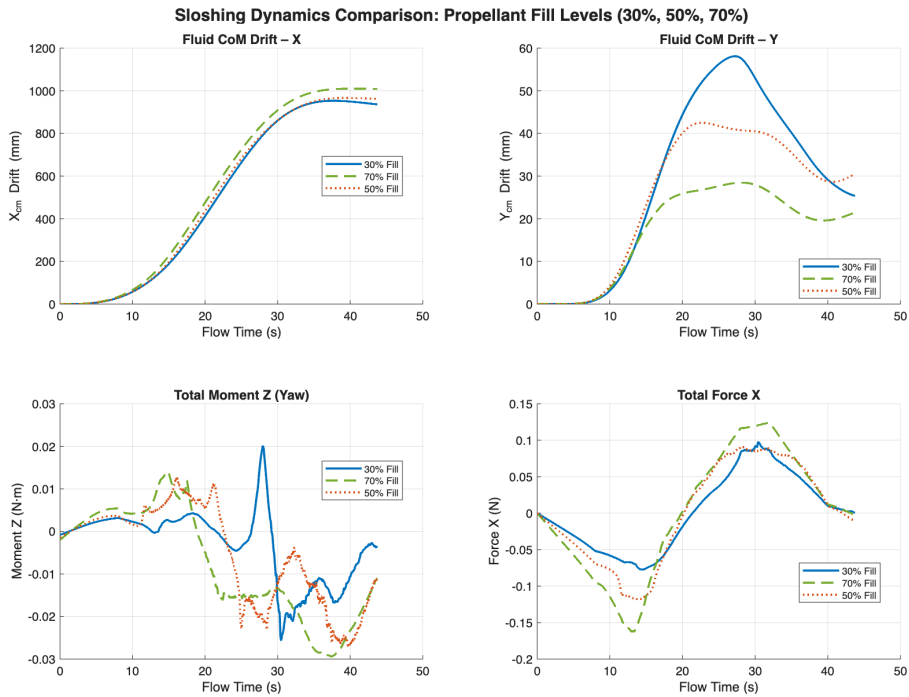 Sloshing Dynamics Comparison: Propellant Fill Levels (30%, 50%, 70%)
Fluid CoM Drift – X
1200
1000
800
600
400
200
0
X_cm Drift (mm)
0 10 20 30 40 50
Flow Time (s)
30% Fill
70% Fill
50% Fill
Fluid CoM Drift – Y
60
50
40
30
20
10
0
Y_cm Drift (mm)
0 10 20 30 40 50
Flow Time (s)
30% Fill
70% Fill
50% Fill
Total Moment Z (Yaw)
0.03
0.02
0.01
0
-0.01
-0.02
-0.03
Moment Z (N·m)
0 10 20 30 40 50
Flow Time (s)
30% Fill
70% Fill
50% Fill
Total Force X
0.15
0.1
0.05
0
-0.05
-0.1
-0.15
-0.2
Force X (N)
0 10 20 30 40 50
Flow Time (s)
30% Fill
70% Fill
50% Fill